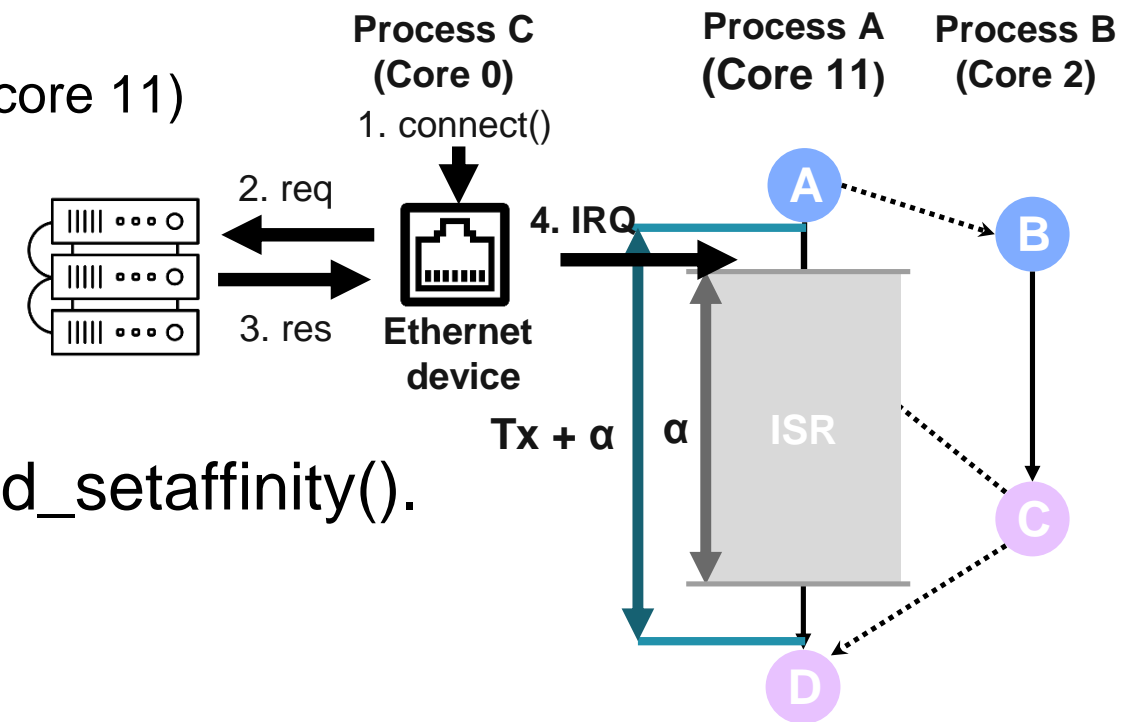 Process C
(Core 0)
Process A
(Core 11)
Process B
(Core 2)
core 11)
1. connect()
2. req
4. IRQ
3. res
Ethernet
device
A
B
Tx + α
α
ISR
d_setaffinity().
C
D